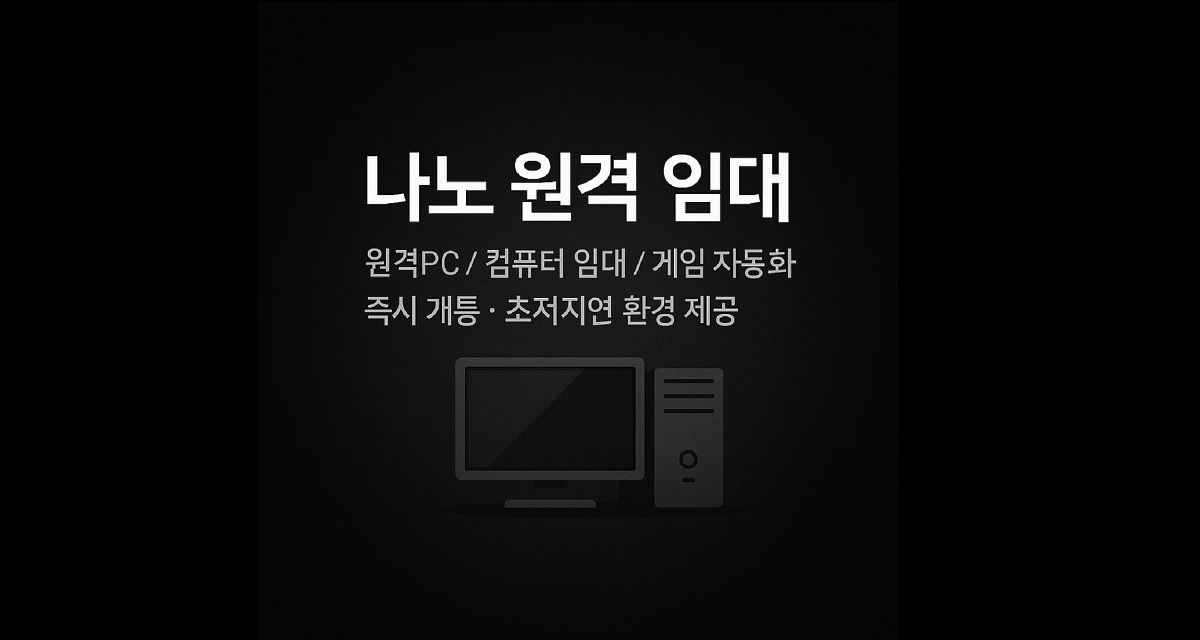 나노 원격 임대
원격PC / 컴퓨터 임대 / 게임 자동화
즉시 개틍 · 초저지연 환경 제공